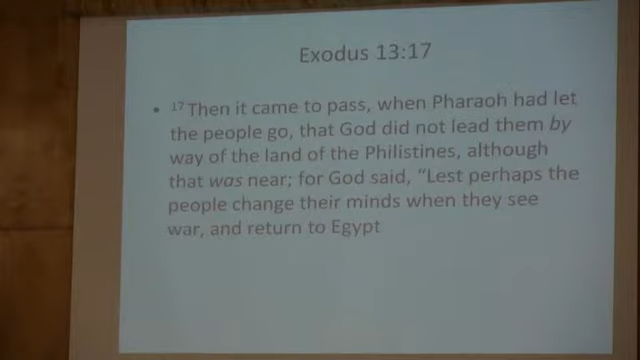 Exodus 13:17
• 17 Then it came to pass, when Pharaoh had let
the people go, that God did not lead them by
way of the land of the Philistines, although
that was near; for God said, “Lest perhaps the
people change their minds when they see
war, and return to Egypt